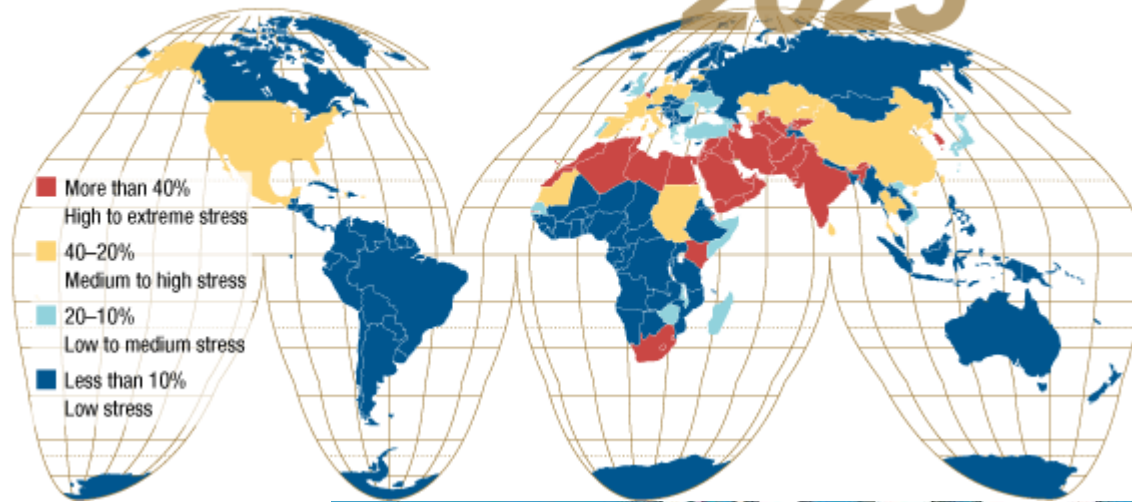 2025
More than 40%
High to extreme stress
40–20%
Medium to high stress
20–10%
Low to medium stress
Less than 10%
Low stress